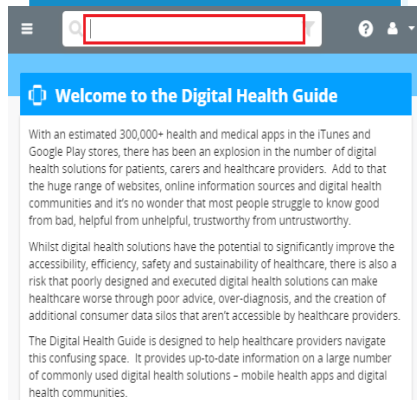 Welcome to the Digital Health Guide
With an estimated 300,000+ health and medical apps in the iTunes and
Google Play stores, there has been an explosion in the number of digital
health solutions for patients, carers and healthcare providers. Add to that
the huge range of websites, online information sources and digital health
communities and it's no wonder that most people struggle to know good
from bad, helpful from unhelpful, trustworthy from untrustworthy.
Whilst digital health solutions have the potential to significantly improve the
accessibility, efficiency, safety and sustainability of healthcare, there is also a
risk that poorly designed and executed digital health solutions can make
healthcare worse through poor advice, over-diagnosis, and the creation of
additional consumer data silos that aren't accessible by healthcare providers.
The Digital Health Guide is designed to help healthcare providers navigate
this confusing space. It provides up-to-date information on a large number
of commonly used digital health solutions – mobile health apps and digital
health communities.